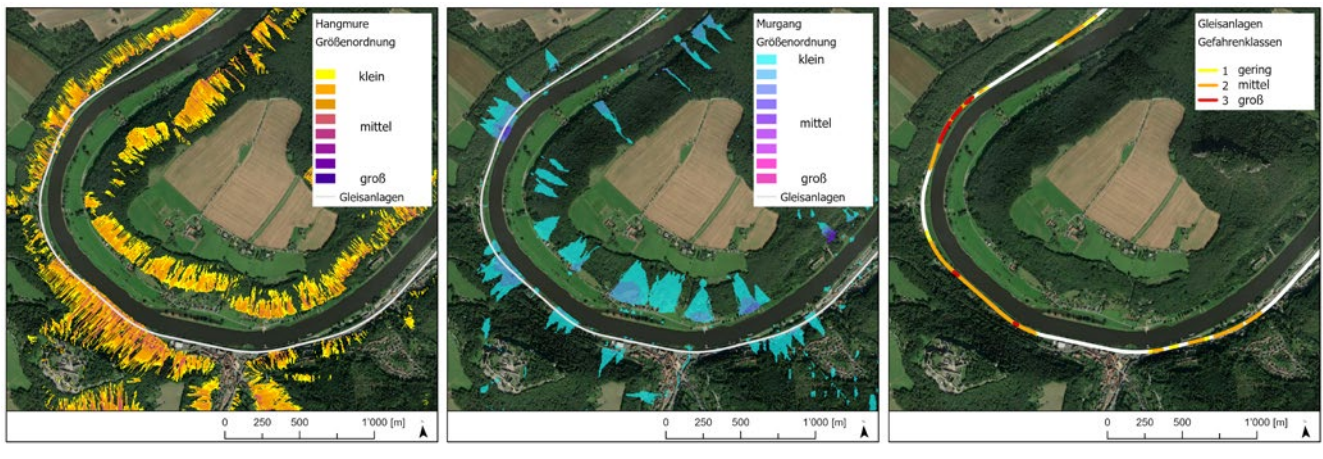 Hangmure
Größenordnung
klein
mittel
groß
Gleisanlagen
0 250 500 1'000 [m]
Murgang
Größenordnung
klein
mittel
groß
Gleisanlagen
0 250 500 1'000 [m]
Gleisanlagen
Gefahrenklassen
1 gering
2 mittel
3 groß
0 250 500 1'000 [m]